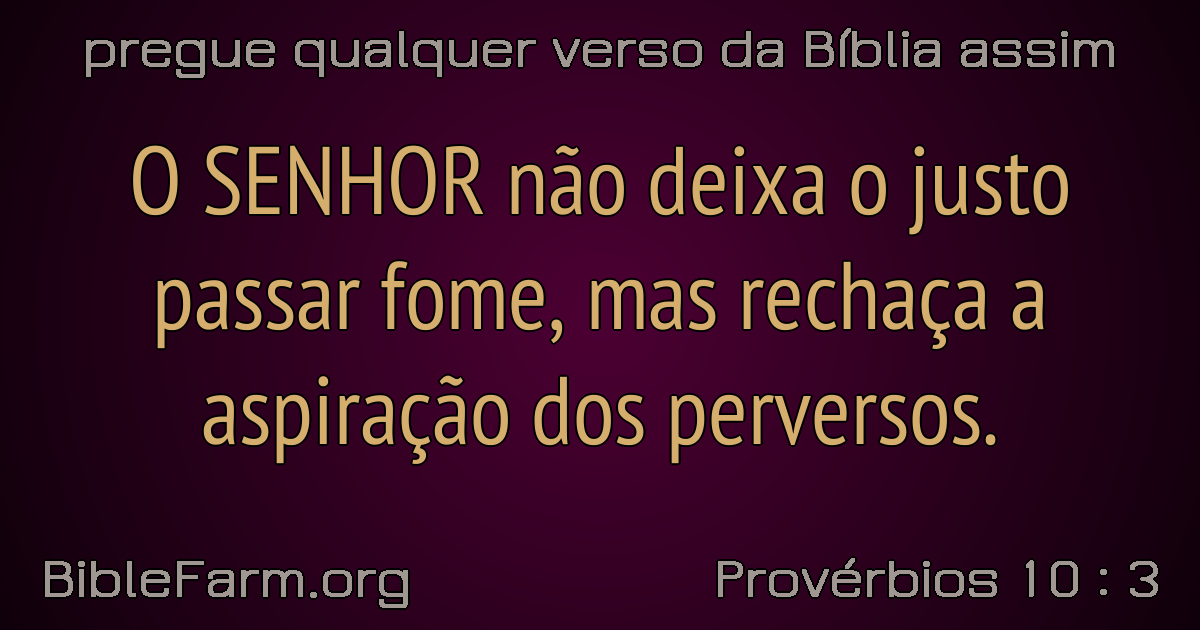 pregue qualquer verso da Bíblia assim
O SENHOR não deixa o justo
passar fome, mas rechaça a
aspiração dos perversos.
BibleFarm.org
Provérbios 10 : 3